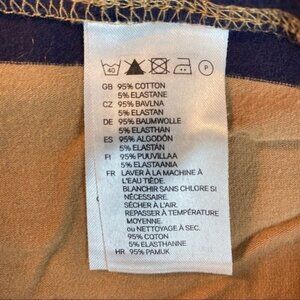 40 P
GB 95% COTTON
5% ELASTANE
CZ 95% BAVLNA
5% ELASTAN
DE 95% BAUMWOLLE
5% ELASTHAN
ES 95% ALGODÓN
5% ELASTÁN
FI 95% PUUVILLAA
5% ELASTAANIA
FR LAVER À LA MACHINE À
L'EAU TIÈDE.
BLANCHIR SANS CHLORE SI
NÉCESSAIRE.
SÉCHER À L'AIR.
REPASSER À TEMPÉRATURE
MOYENNE.
ou NETTOYAGE À SEC.
95% COTON
5% ELASTHANNE
HR 95% PAMUK